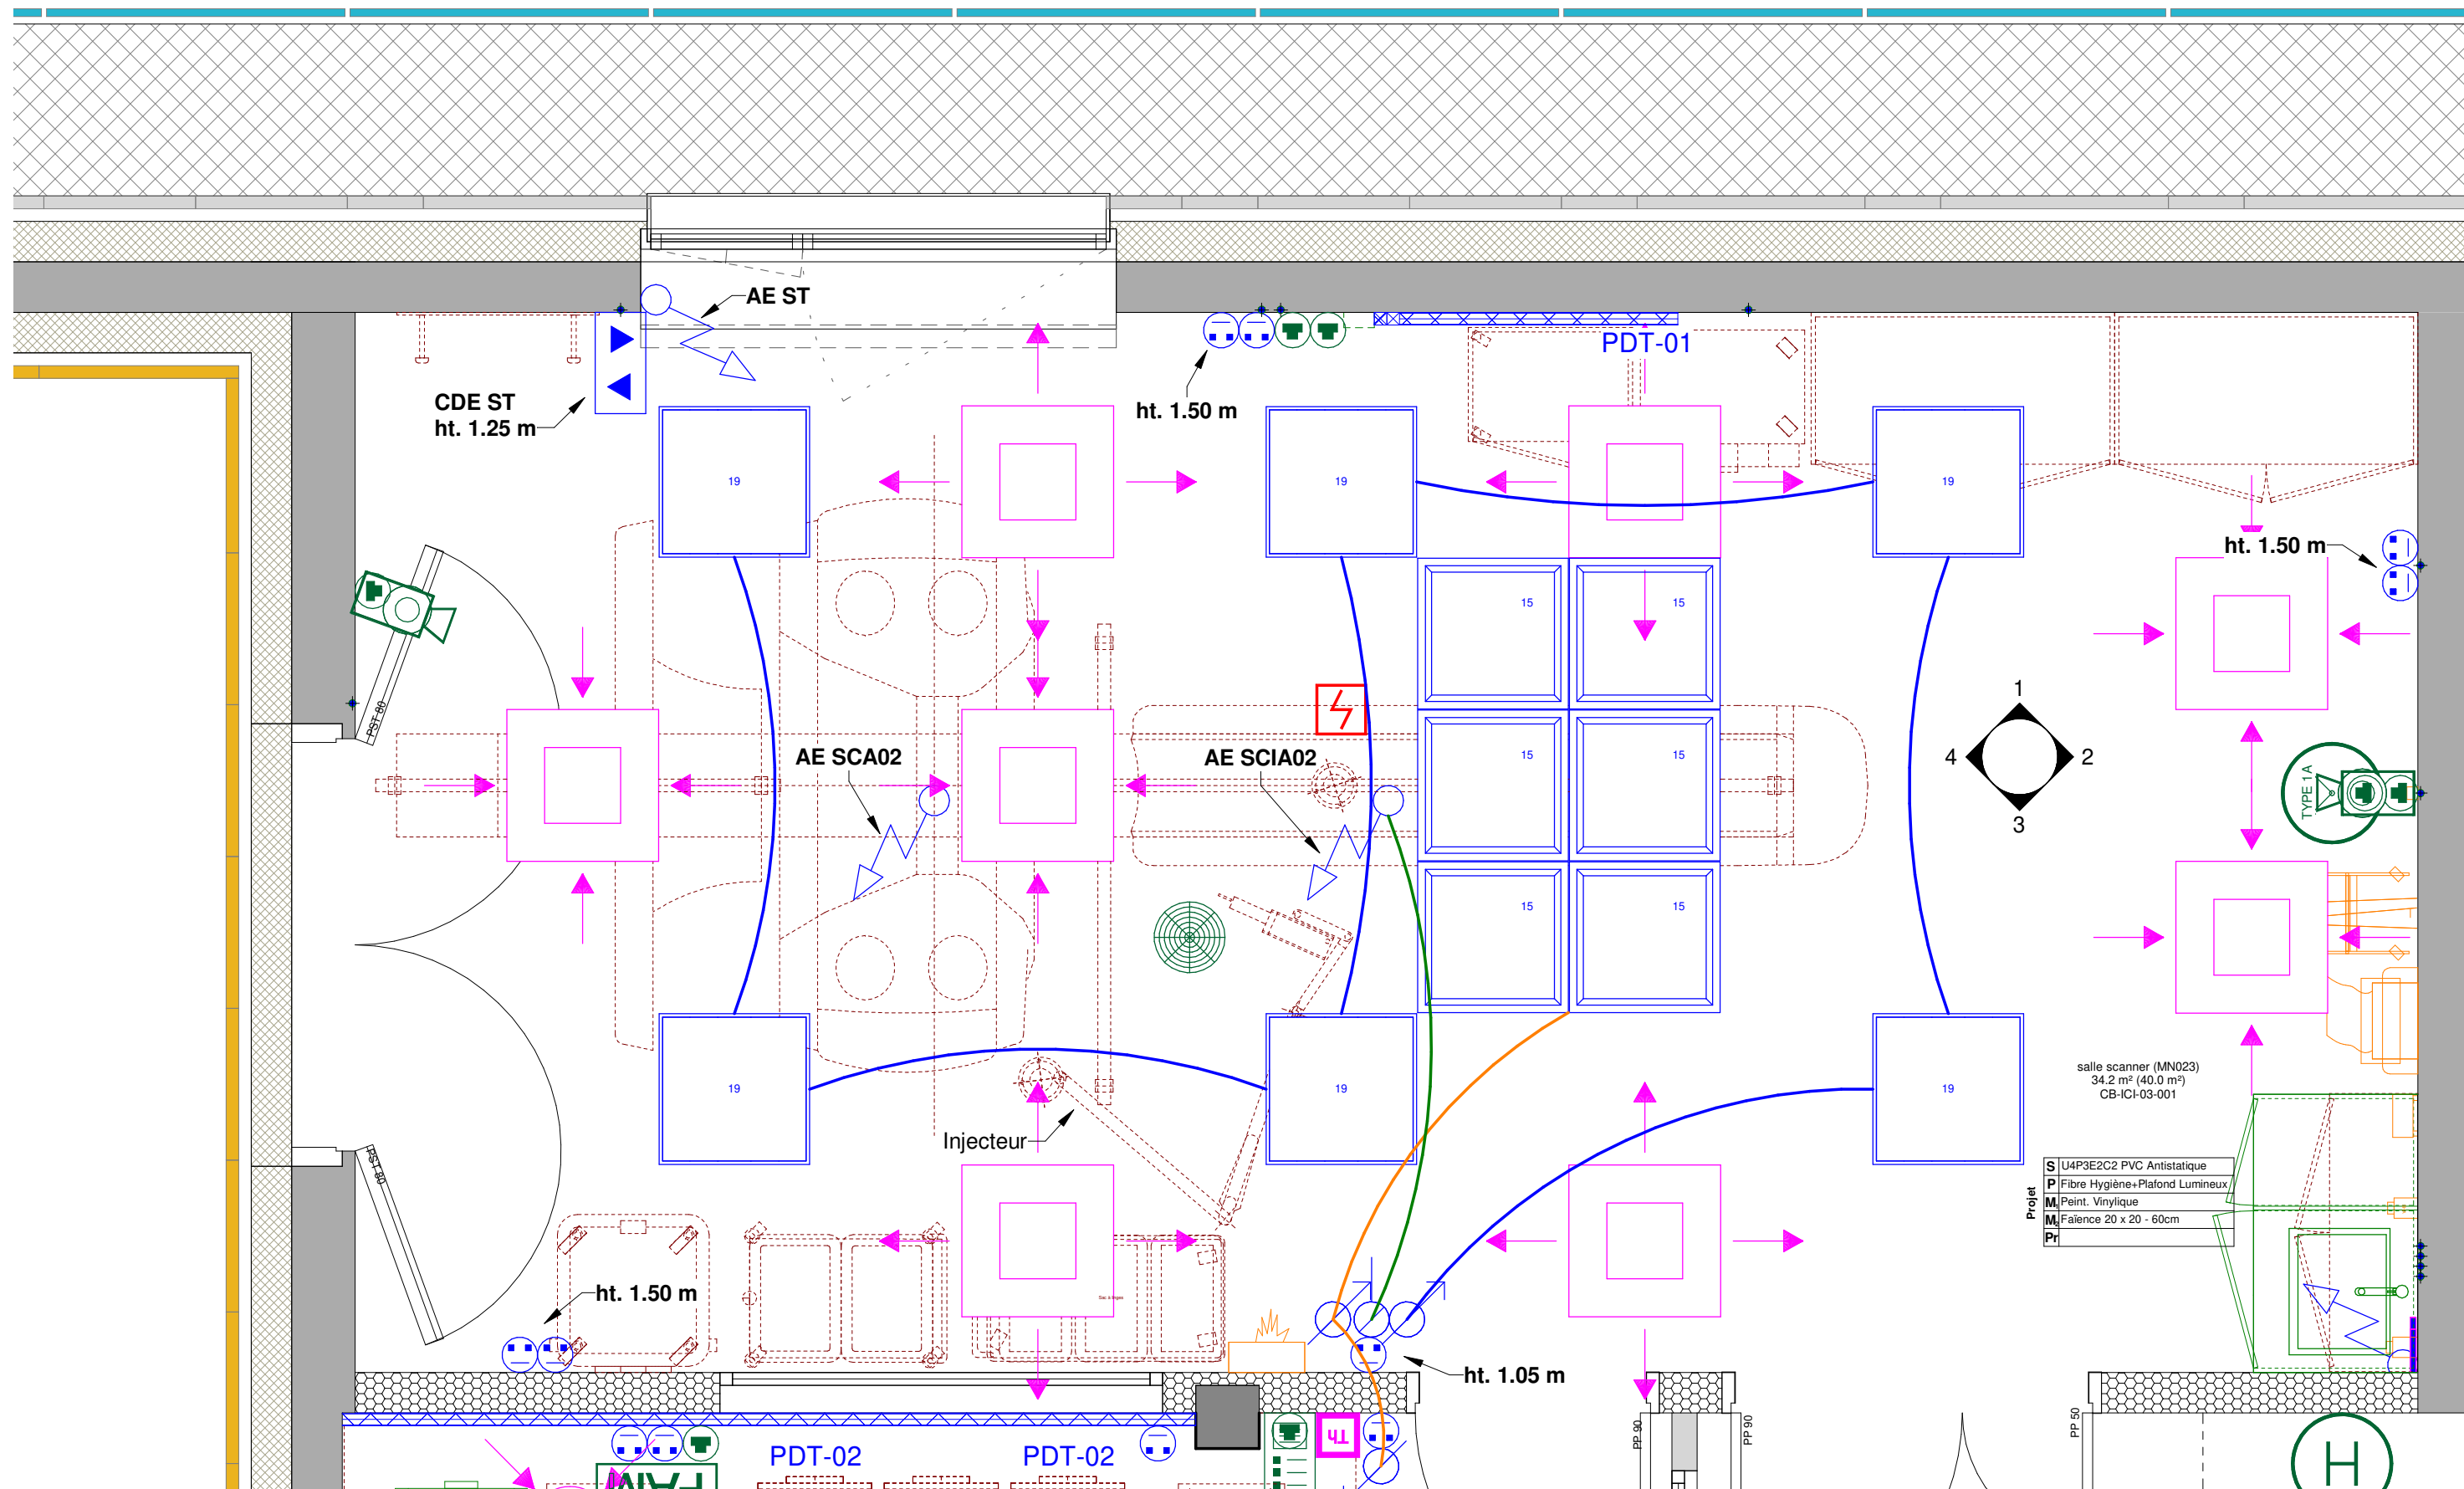 AE ST
CDE ST
ht. 1.25 m
ht. 1.50 m
PDT-01
19
19
19
ht. 1.50 m
15
15
PST 80
1
4
2
3
AE SCA02
AE SCIA02
15
15
TYPE 1A
15
15
salle scanner (MN023)
34.2 m² (40.0 m²)
CB-ICI-03-001
19
19
19
Injecteur
Projet
S U4P3E2C2 PVC Antistatique
P Fibre Hygiène+Plafond Lumineux
M Peint. Vinylique
M Faïence 20 x 20 - 60cm
Pr
PST 80
ht. 1.50 m
Sac à linges
ht. 1.05 m
PDT-02
PDT-02
Th
PP 90
PP 90
PP 50
H